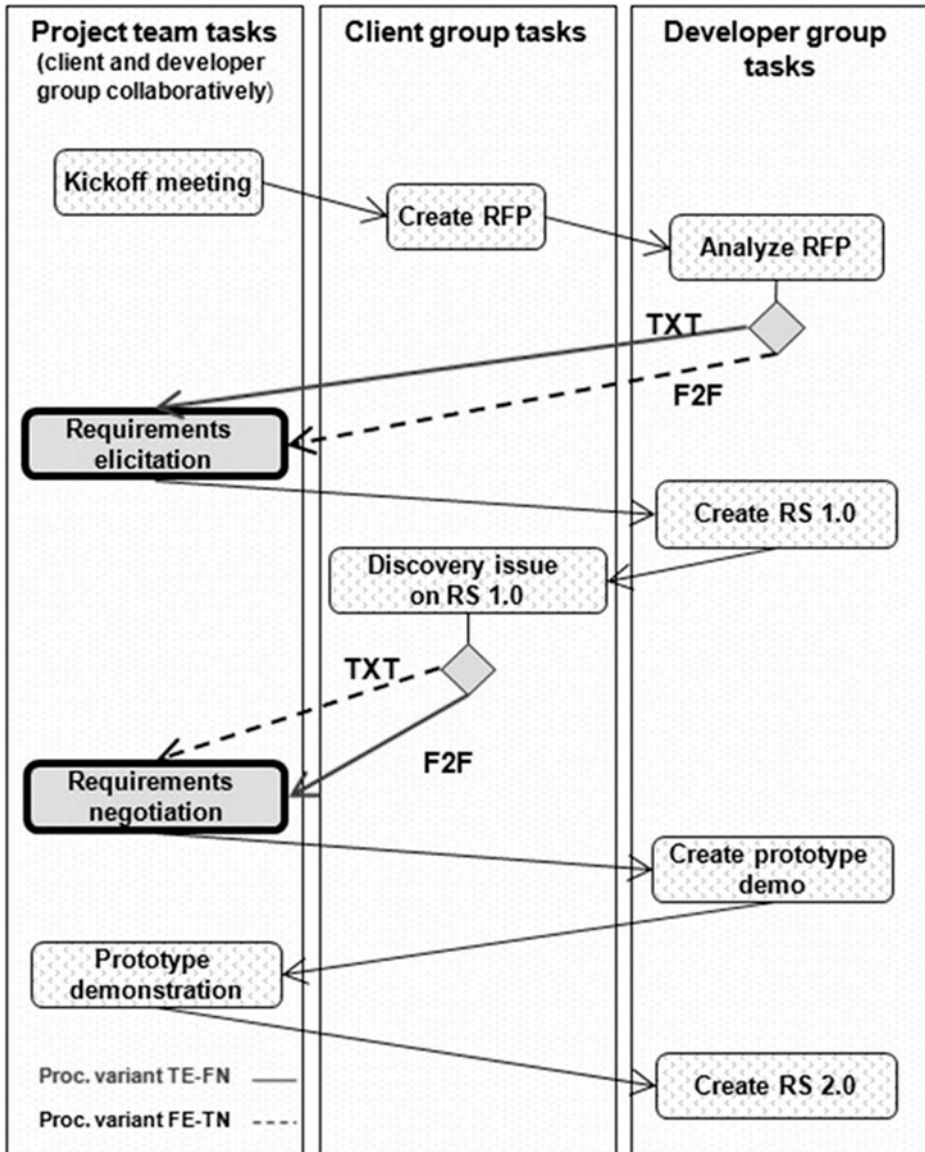 Project team tasks
(client and developer
group collaboratively)
Client group tasks
Developer group
tasks
Kickoff meeting
Create RFP
Analyze RFP
TXT
F2F
Requirements
elicitation
Create RS 1.0
Discovery issue
on RS 1.0
TXT
F2F
Requirements
negotiation
Create prototype
demo
Prototype
demonstration
Create RS 2.0
Proc. variant TE-FN
Proc. variant FE-TN